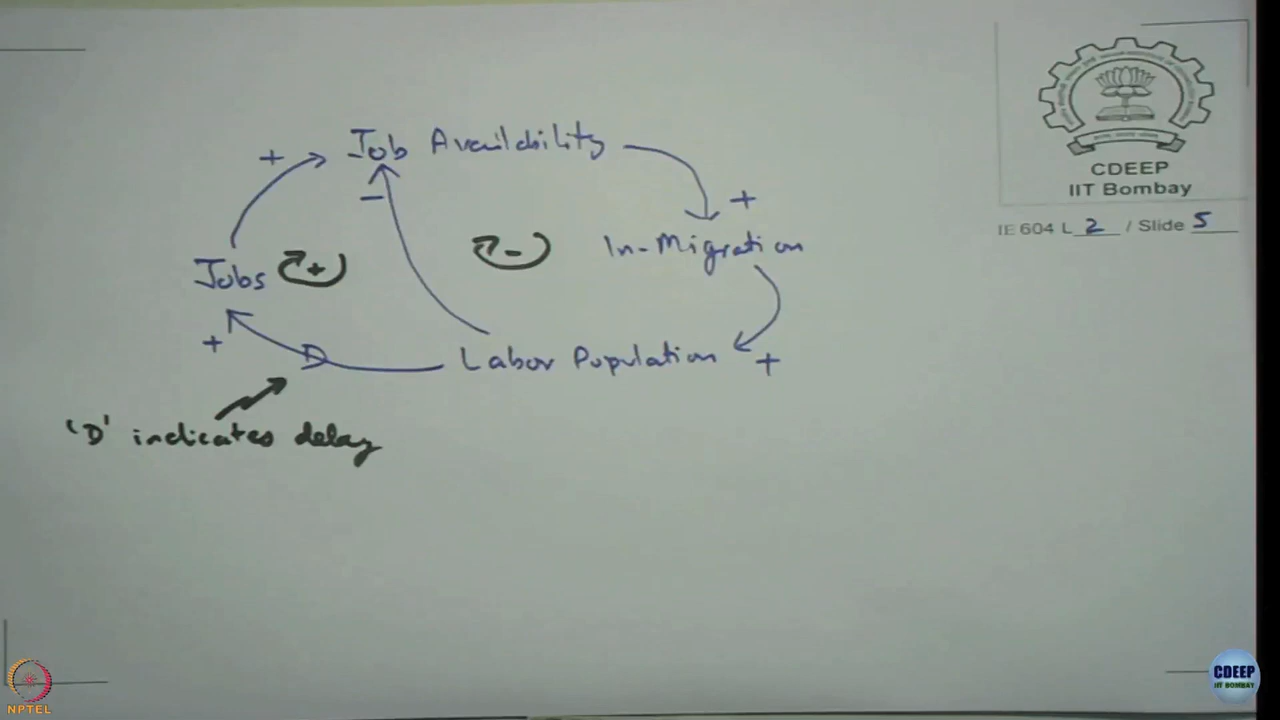 CDEEP
IIT Bombay
IE 604 L 2 / Slide 5
+ Job Availability
-
+
In-Migration
Jobs
+
-
+
Labor Population +
D
'D' indicates delay
NPTEL
CDEEP
IIT BOMBAY